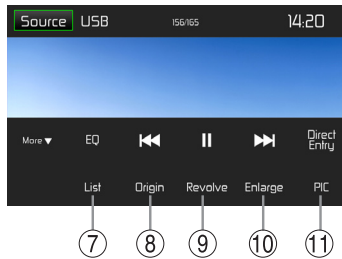 Source USB 156/165 14:20
More ▼ EQ Direct Entry
List Origin Revolve Enlarge PIC
⑦ ⑧ ⑨ ⑩ ⑪